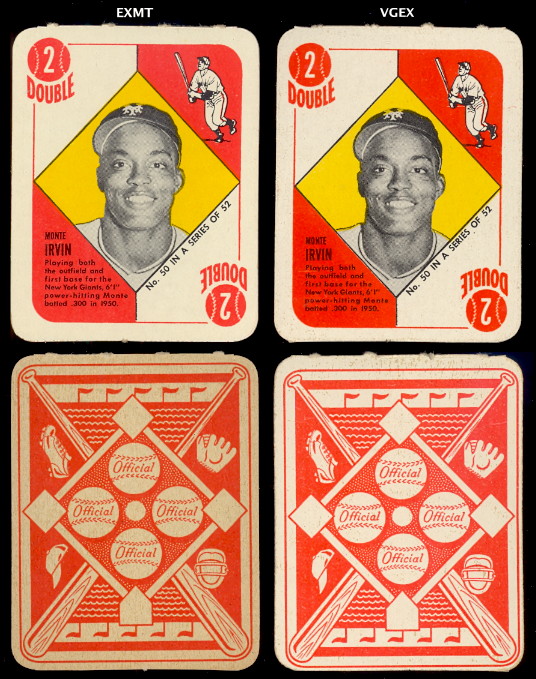 EXMT
VGEX
2
DOUBLE
MONTE
IRVIN
Playing both
the outfield and
first base for the
New York Giants, 6'1"
power-hitting Monte
batted .300 in 1950.
No. 50 IN A SERIES OF 52
DOUBLE
2
2
DOUBLE
MONTE
IRVIN
Playing both
the outfield and
first base for the
New York Giants, 6'1"
power-hitting Monte
batted .300 in 1950.
No. 50 IN A SERIES OF 52
DOUBLE
2
Official
Official
Official
Official
Official
Official
Official
Official